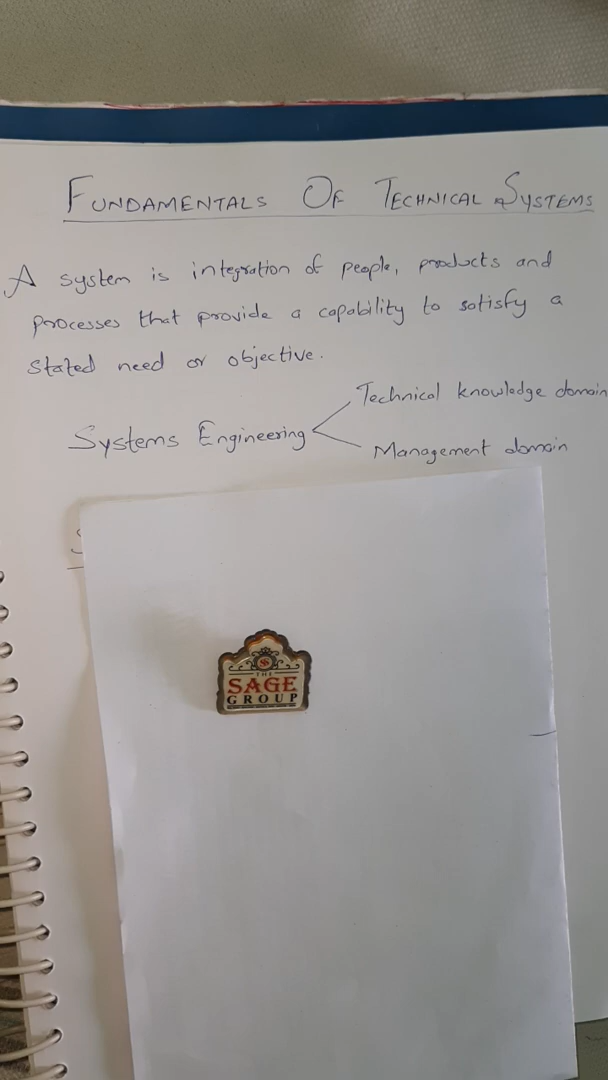 FUNDAMENTALS OF TECHNICAL SYSTEMS
A system is integration of people, products and
processes that provide a capability to satisfy a
stated need or objective.
Technical knowledge domain
Systems Engineering
Management domain
THE
SAGE
GROUP